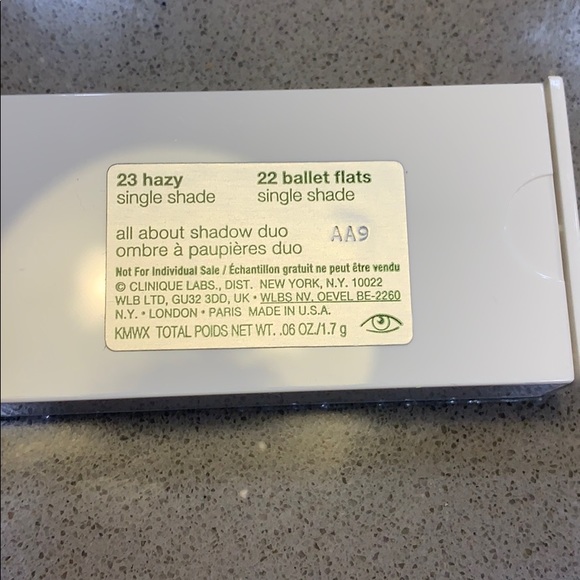 23 hazy 22 ballet flats
single shade single shade
all about shadow duo
ombre à paupières duo AA9
Not For Individual Sale / Échantillon gratuit ne peut être vendu
© CLINIQUE LABS., DIST. NEW YORK, N.Y. 10022
WLB LTD, GU32 3DD, UK • WLBS NV. OEVEL BE-2260
N.Y. • LONDON • PARIS MADE IN U.S.A.
KMWX TOTAL POIDS NET WT. .06 OZ./1.7 g